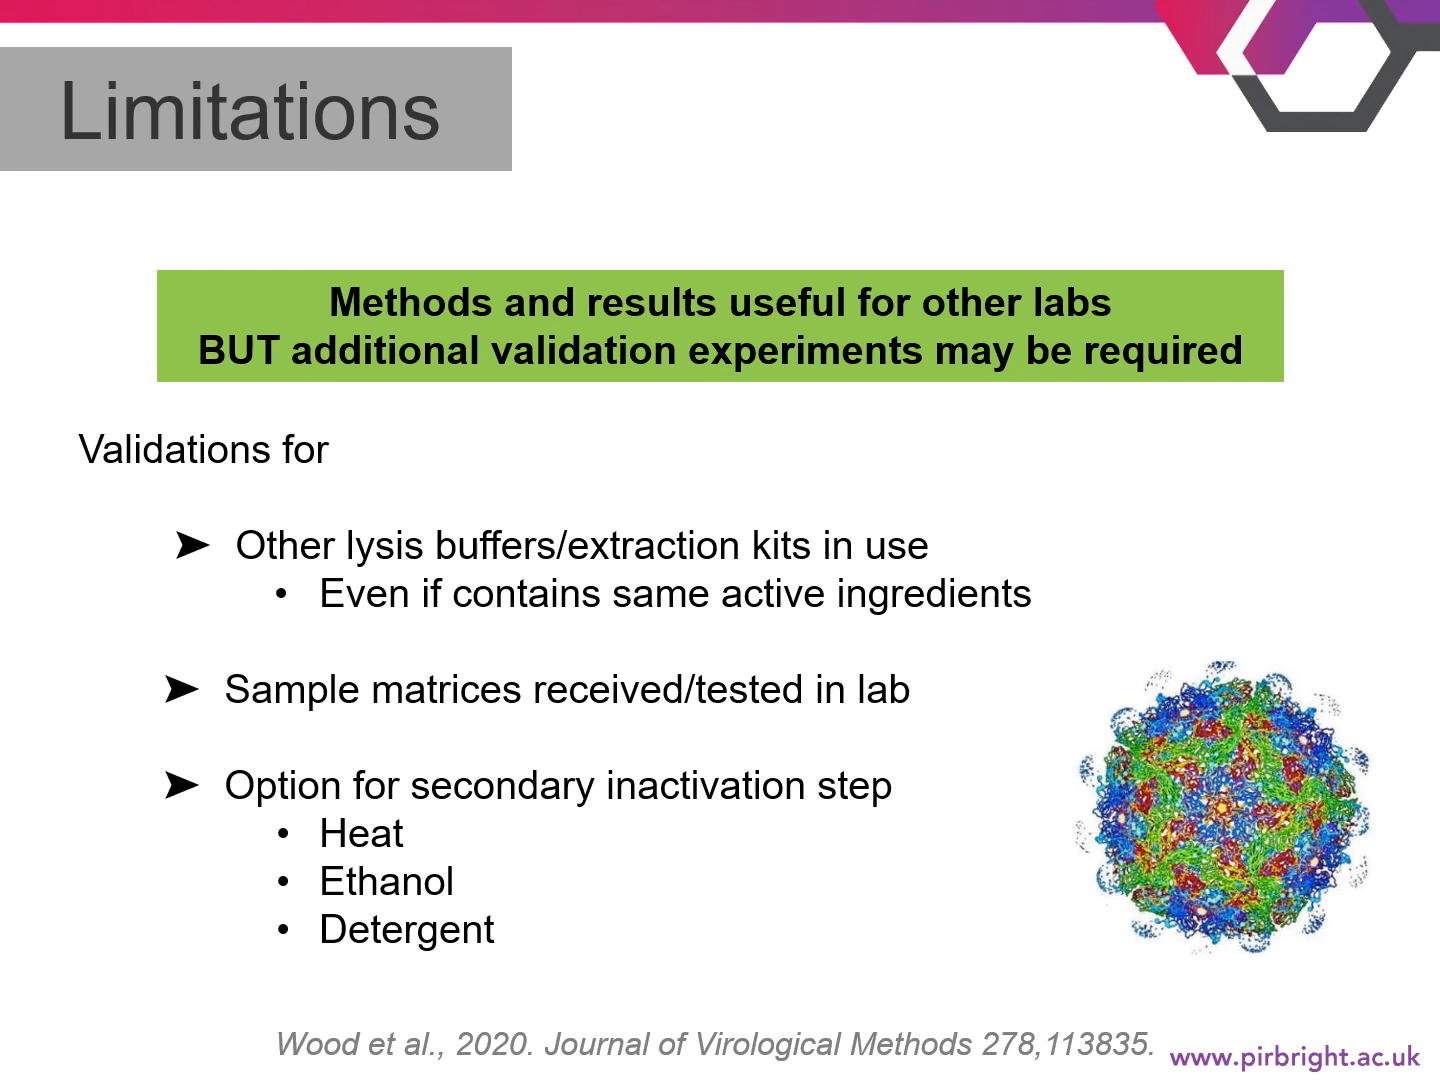 Limitations
Methods and results useful for other labs
BUT additional validation experiments may be required
Validations for
➤ Other lysis buffers/extraction kits in use
• Even if contains same active ingredients
➤ Sample matrices received/tested in lab
➤ Option for secondary inactivation step
• Heat
• Ethanol
• Detergent
Wood et al., 2020. Journal of Virological Methods 278,113835.
www.pirbright.ac.uk